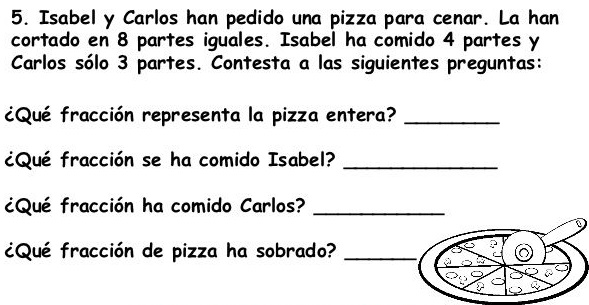 5. Isabel y Carlos han pedido una pizza para cenar. La han
cortado en 8 partes iguales. Isabel ha comido 4 partes y
Carlos sólo 3 partes. Contesta a las siguientes preguntas:
¿Qué fracción representa la pizza entera? ________
¿Qué fracción se ha comido Isabel? _____________
¿Qué fracción ha comido Carlos? ___________
¿Qué fracción de pizza ha sobrado? ______